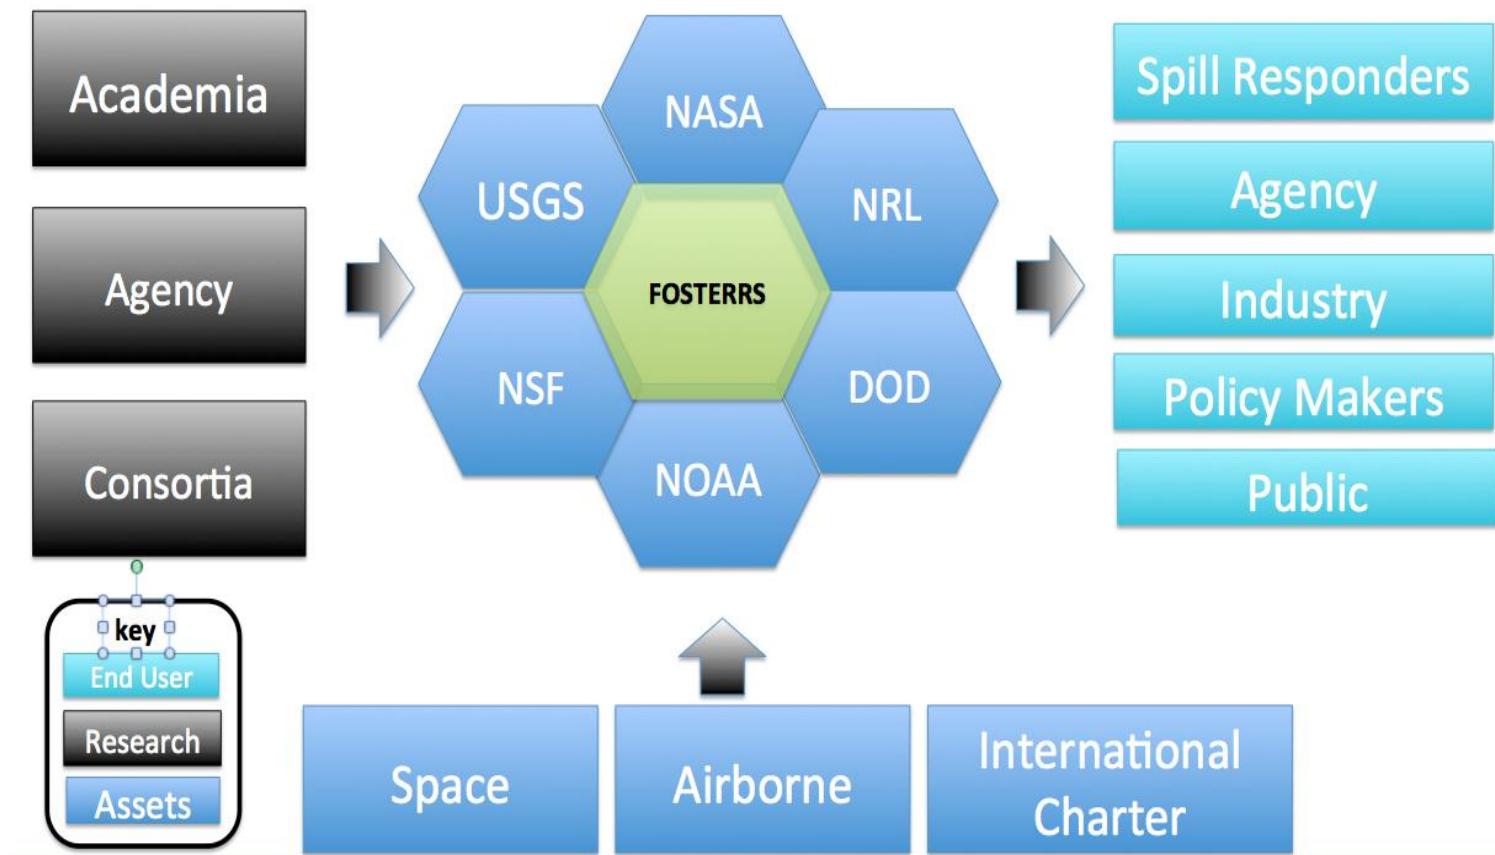 Academia
Agency
Consortia
key
End User
Research
Assets
NASA
USGS
NRL
FOSTERRS
NSF
DOD
NOAA
Space
Airborne
International
Charter
Spill Responders
Agency
Industry
Policy Makers
Public